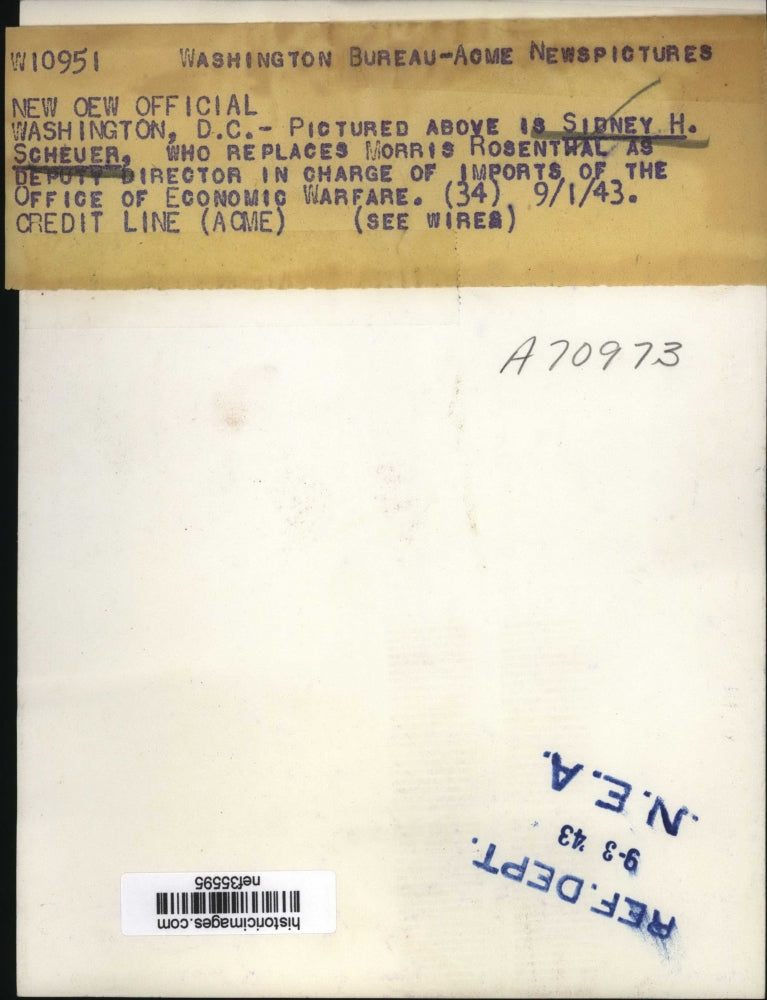 W10951 WASHINGTON BUREAU-ACME NEWSPICTURES
NEW OEW OFFICIAL
WASHINGTON, D.C.- PICTURED ABOVE IS SIDNEY H.
SCHEUER, WHO REPLACES MORRIS ROSENTHAL AS
DEPUTY DIRECTOR IN CHARGE OF IMPORTS OF THE
OFFICE OF ECONOMIC WARFARE. (34) 9/1/43.
CREDIT LINE (ACME) (SEE WIRES)
A70973
REF. DEPT.
9-3 '43
N.E.A.
historicimages.com
nef35595